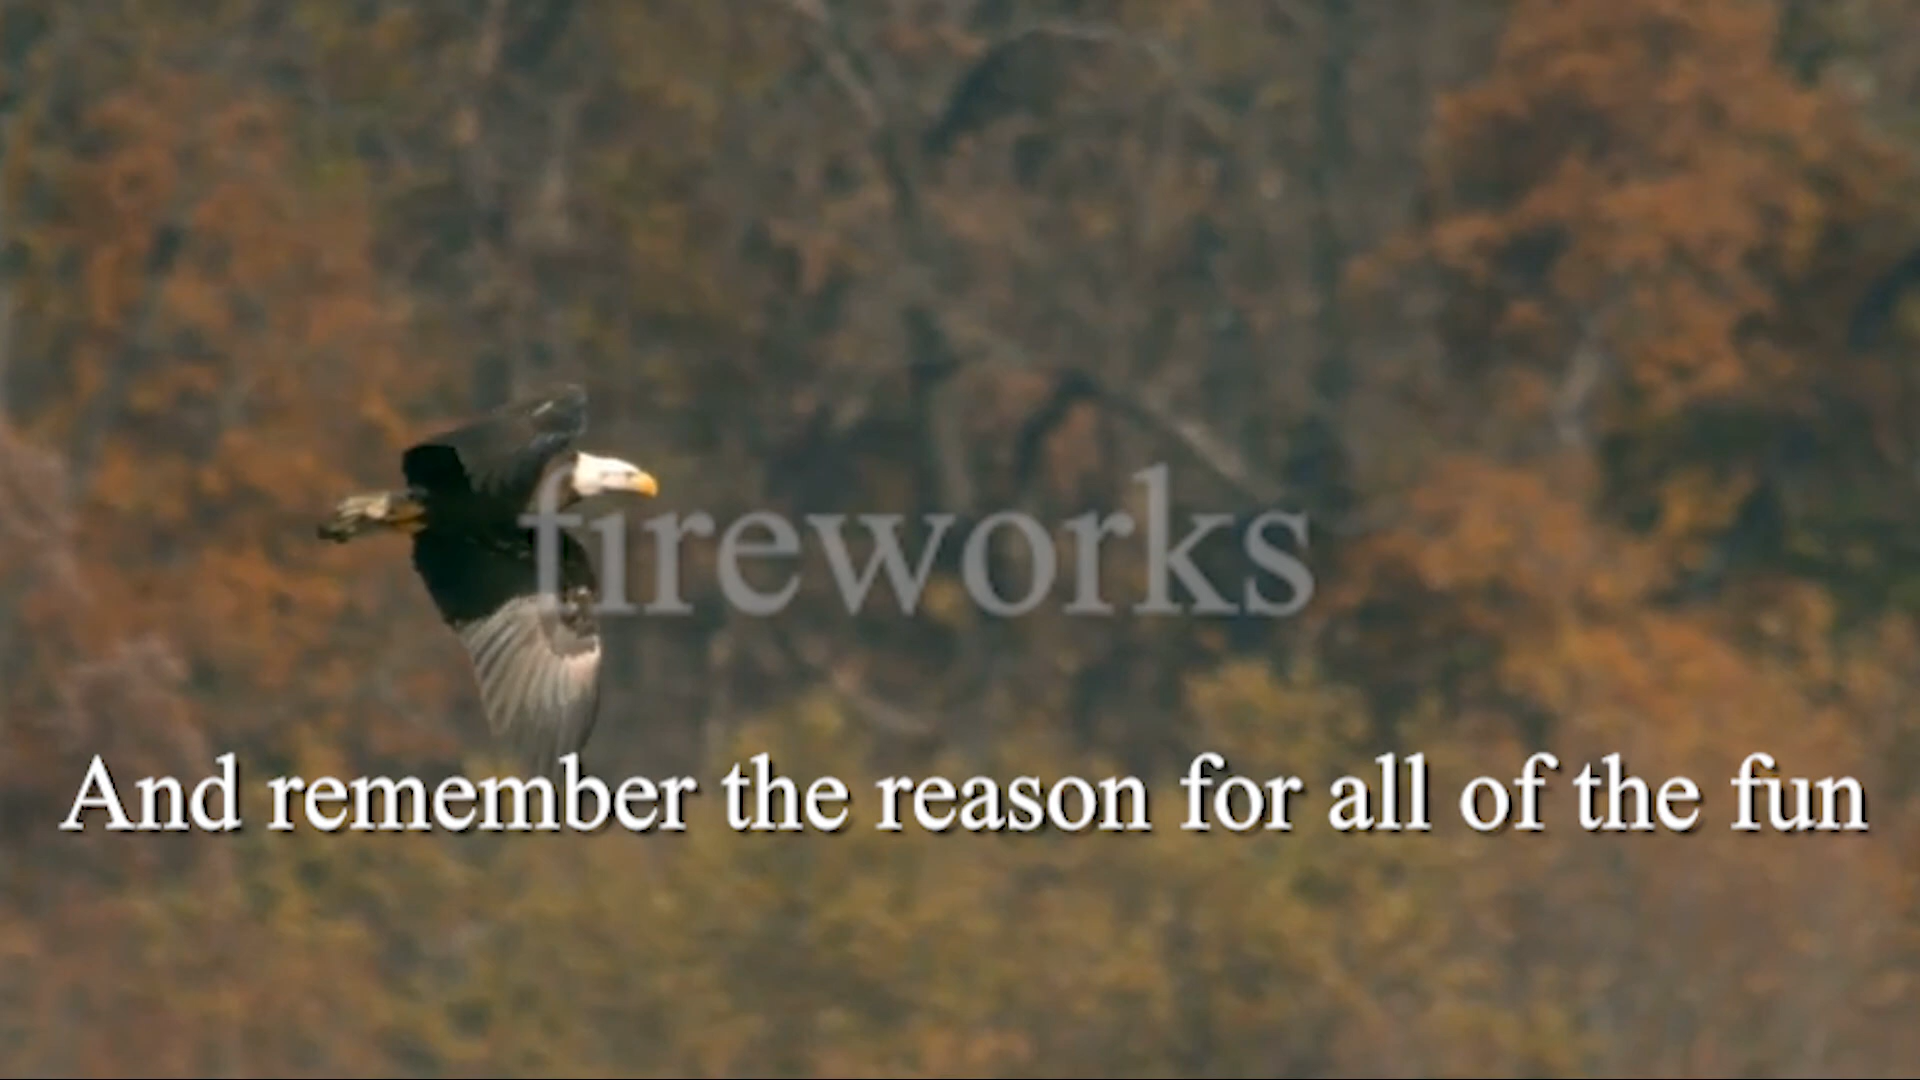 fireworks
And remember the reason for all of the fun